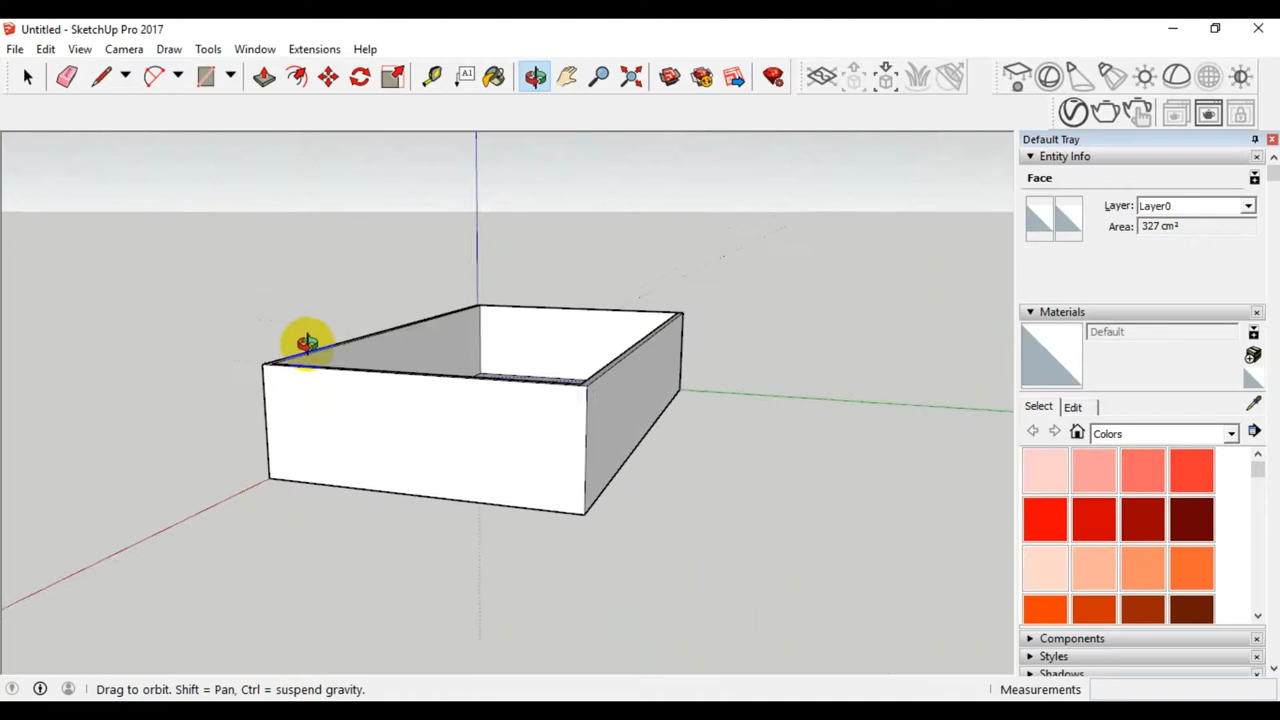 Untitled - SketchUp Pro 2017
File Edit View Camera Draw Tools Window Extensions Help
A1
Default Tray
Entity Info
Face
Layer: Layer0
Area: 327 cm²
Materials
Default
Select Edit
Colors
Components
Styles
Shadows
Drag to orbit. Shift = Pan, Ctrl = suspend gravity.
Measurements